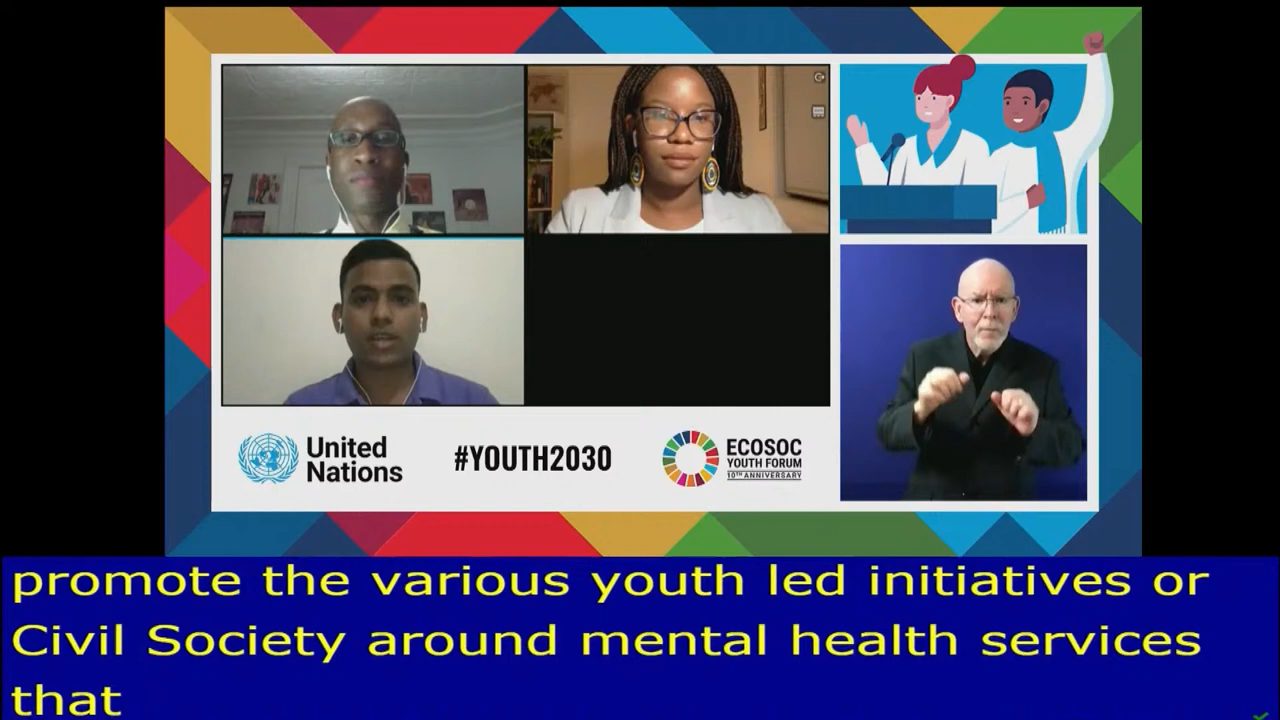 United
Nations
#YOUTH2030
ECOSOC
YOUTH FORUM
10TH ANNIVERSARY
promote the various youth led initiatives or
Civil Society around mental health services
that